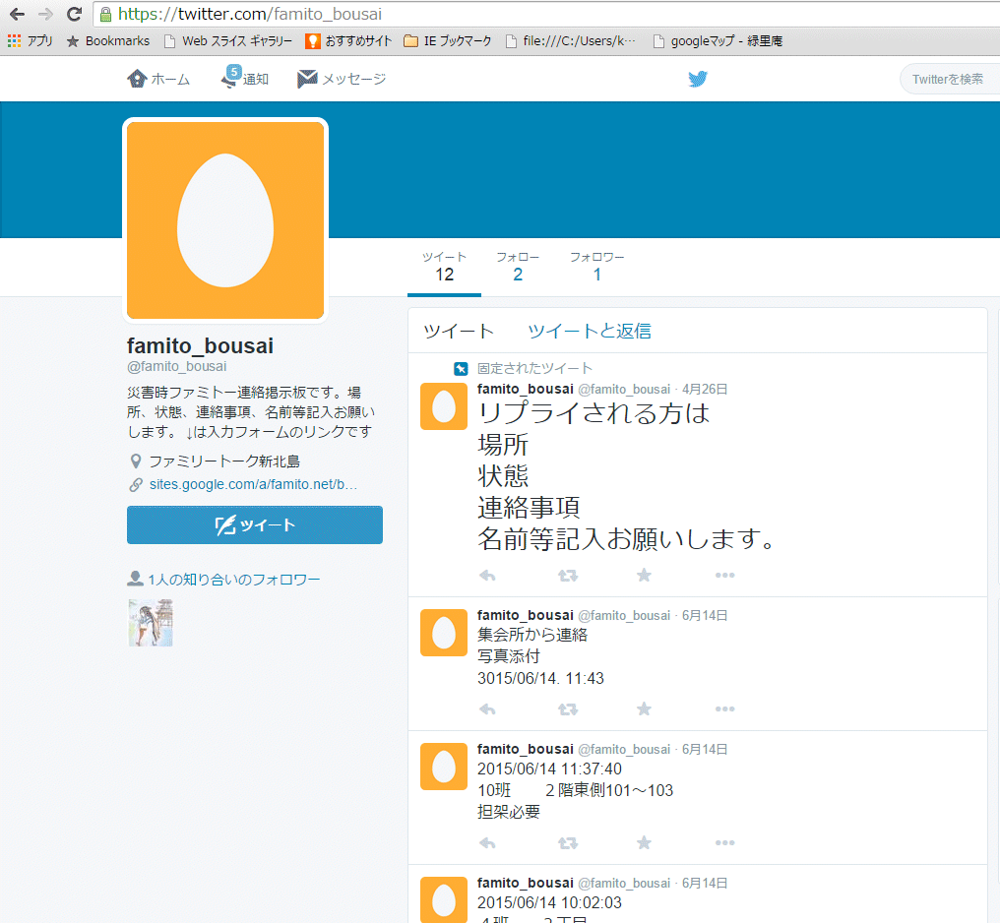 https://twitter.com/famito_bousai
アプリ Bookmarks Web スライス ギャラリー おすすめサイト IE ブックマーク file:///C:/Users/k… googleマップ - 緑里庵
ホーム 5 通知 メッセージ Twitterを検索
ツイート フォロー フォロワー
12 2 1
famito_bousai
@famito_bousai
災害時ファミトー連絡掲示板です。場
所、状態、連絡事項、名前等記入お願い
します。 ↓は入力フォームのリンクです
ファミリートーク新北島
sites.google.com/a/famito.net/b…
ツイート
1人の知り合いのフォロワー
ツイート ツイートと返信
固定されたツイート
famito_bousai @famito_bousai · 4月26日
リプライされる方は
場所
状態
連絡事項
名前等記入お願いします。
famito_bousai @famito_bousai · 6月14日
集会所から連絡
写真添付
3015/06/14. 11:43
famito_bousai @famito_bousai · 6月14日
2015/06/14 11:37:40
10班　　２階東側101～103
担架必要
famito_bousai @famito_bousai · 6月14日
2015/06/14 10:02:03